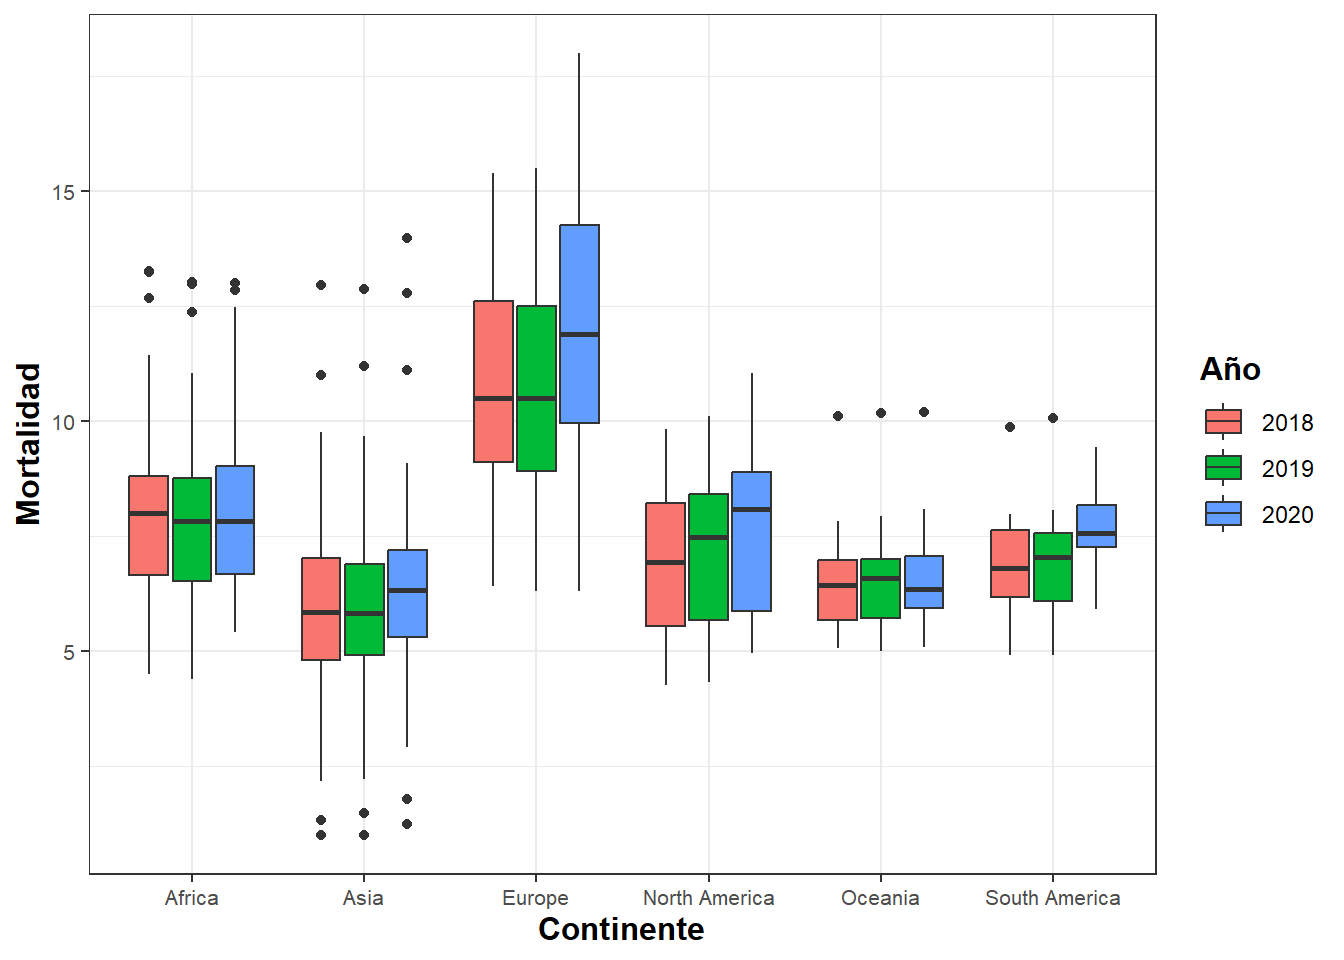 Mortalidad
15
10
5
Africa
Asia
Europe
North America
Oceania
South America
Continente
Año
2018
2019
2020